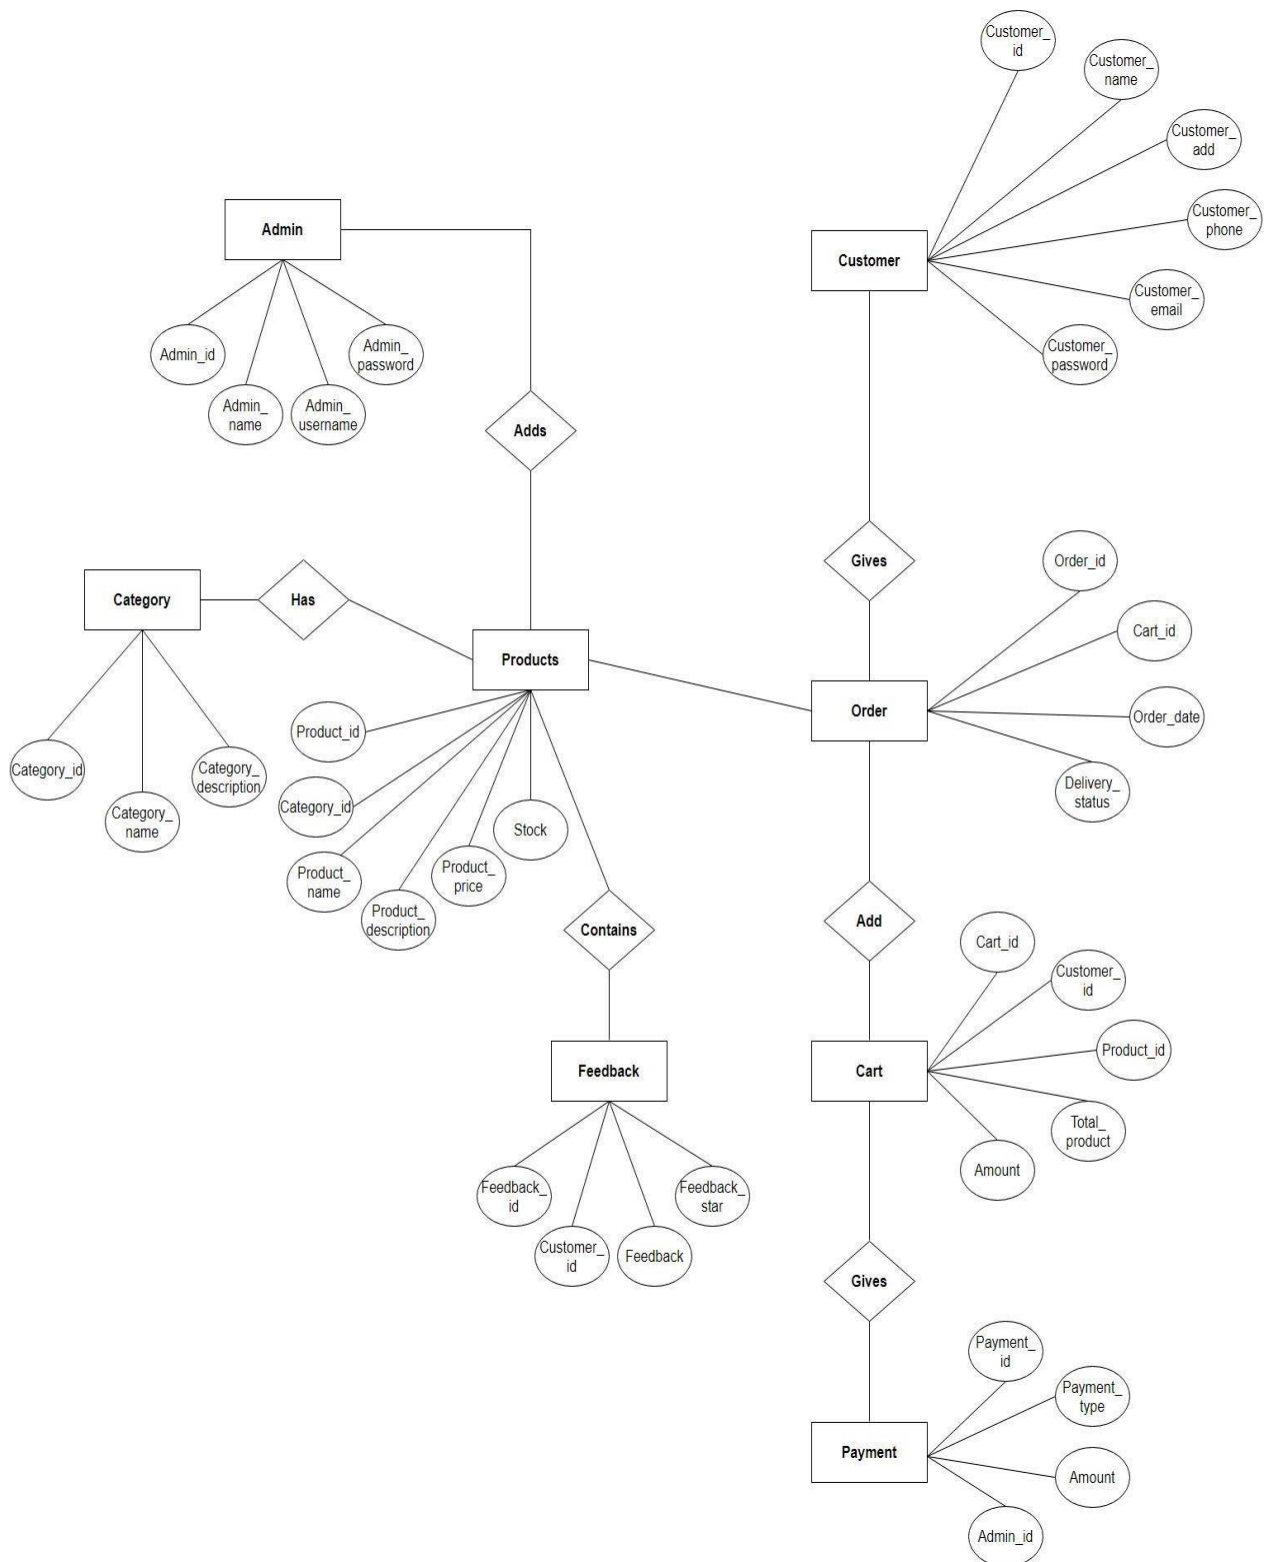 Customer_
id
Customer_
name
Customer_
add
Customer_
phone
Customer_
email
Customer_
password
Customer
Admin
Admin_id
Admin_
name
Admin_
username
Admin_
password
Adds
Gives
Category
Has
Products
Order
Order_id
Cart_id
Order_date
Delivery_
status
Category_id
Category_
name
Category_
description
Product_id
Category_id
Product_
name
Product_
description
Product_
price
Stock
Contains
Add
Feedback
Feedback_
id
Customer_
id
Feedback
Feedback_
star
Cart
Cart_id
Customer_
id
Product_id
Total_
product
Amount
Gives
Payment
Payment_
id
Payment_
type
Amount
Admin_id